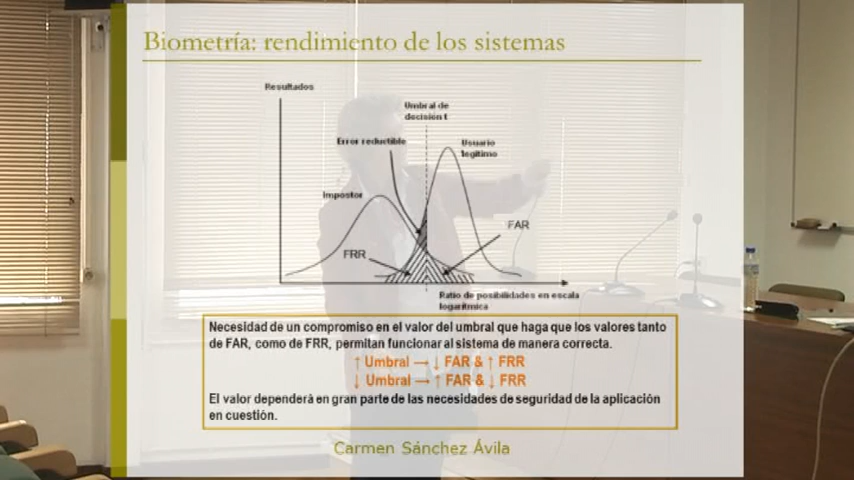 Biometría: rendimiento de los sistemas
Resultados
Umbral de
decisión t
Error reductible
Usuario
legítimo
Impostor
FAR
FRR
Ratio de posibilidades en escala
logarítmica
Necesidad de un compromiso en el valor del umbral que haga que los valores tanto
de FAR, como de FRR, permitan funcionar al sistema de manera correcta.
↑ Umbral → ↓ FAR & ↑ FRR
↓ Umbral → ↑ FAR & ↓ FRR
El valor dependerá en gran parte de las necesidades de seguridad de la aplicación
en cuestión.
Carmen Sánchez Ávila